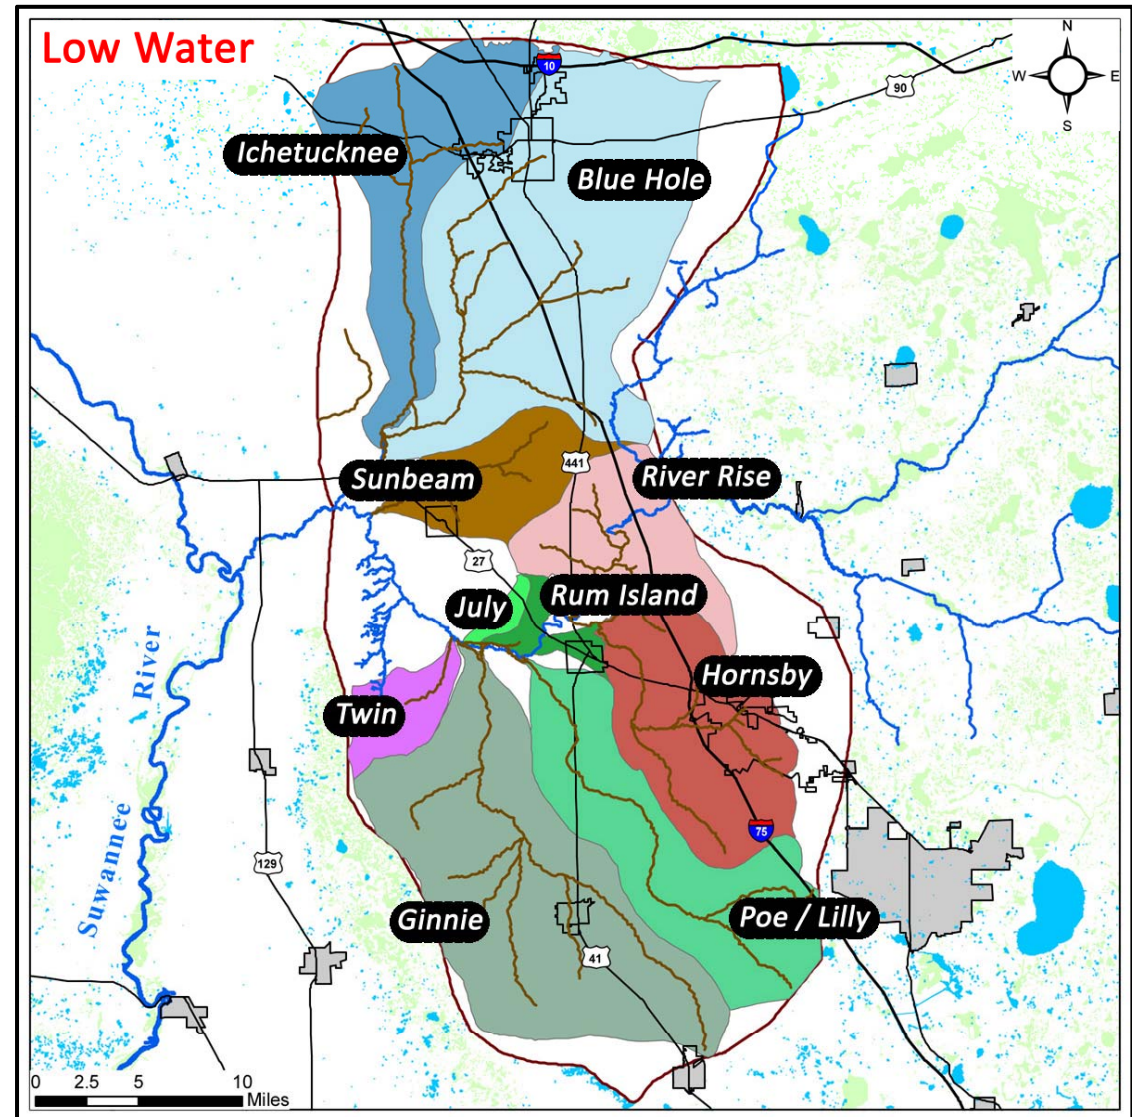 Low Water
N
W
E
S
10
90
Ichetucknee
Blue Hole
Sunbeam
441
River Rise
27
July
Rum Island
Hornsby
Twin
Suwannee River
75
129
Ginnie
Poe / Lilly
41
0 2.5 5 10
Miles